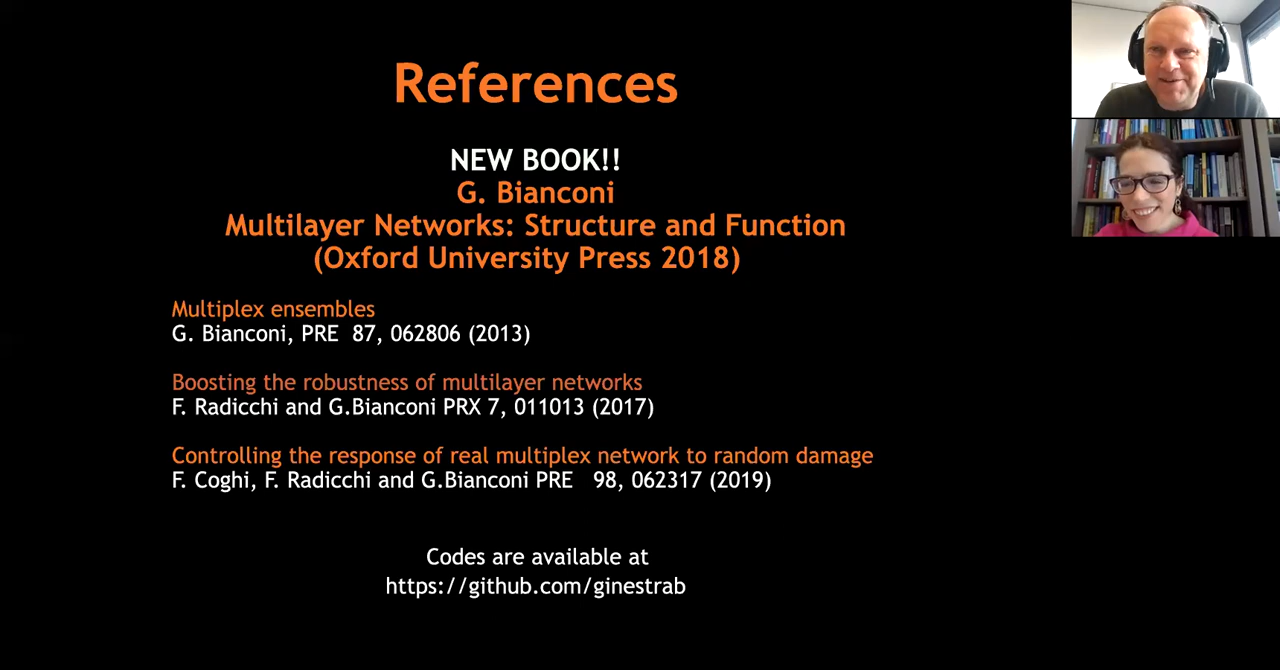 References
NEW BOOK!!
G. Bianconi
Multilayer Networks: Structure and Function
(Oxford University Press 2018)
Multiplex ensembles
G. Bianconi, PRE 87, 062806 (2013)
Boosting the robustness of multilayer networks
F. Radicchi and G.Bianconi PRX 7, 011013 (2017)
Controlling the response of real multiplex network to random damage
F. Coghi, F. Radicchi and G.Bianconi PRE 98, 062317 (2019)
Codes are available at
https://github.com/ginestrab